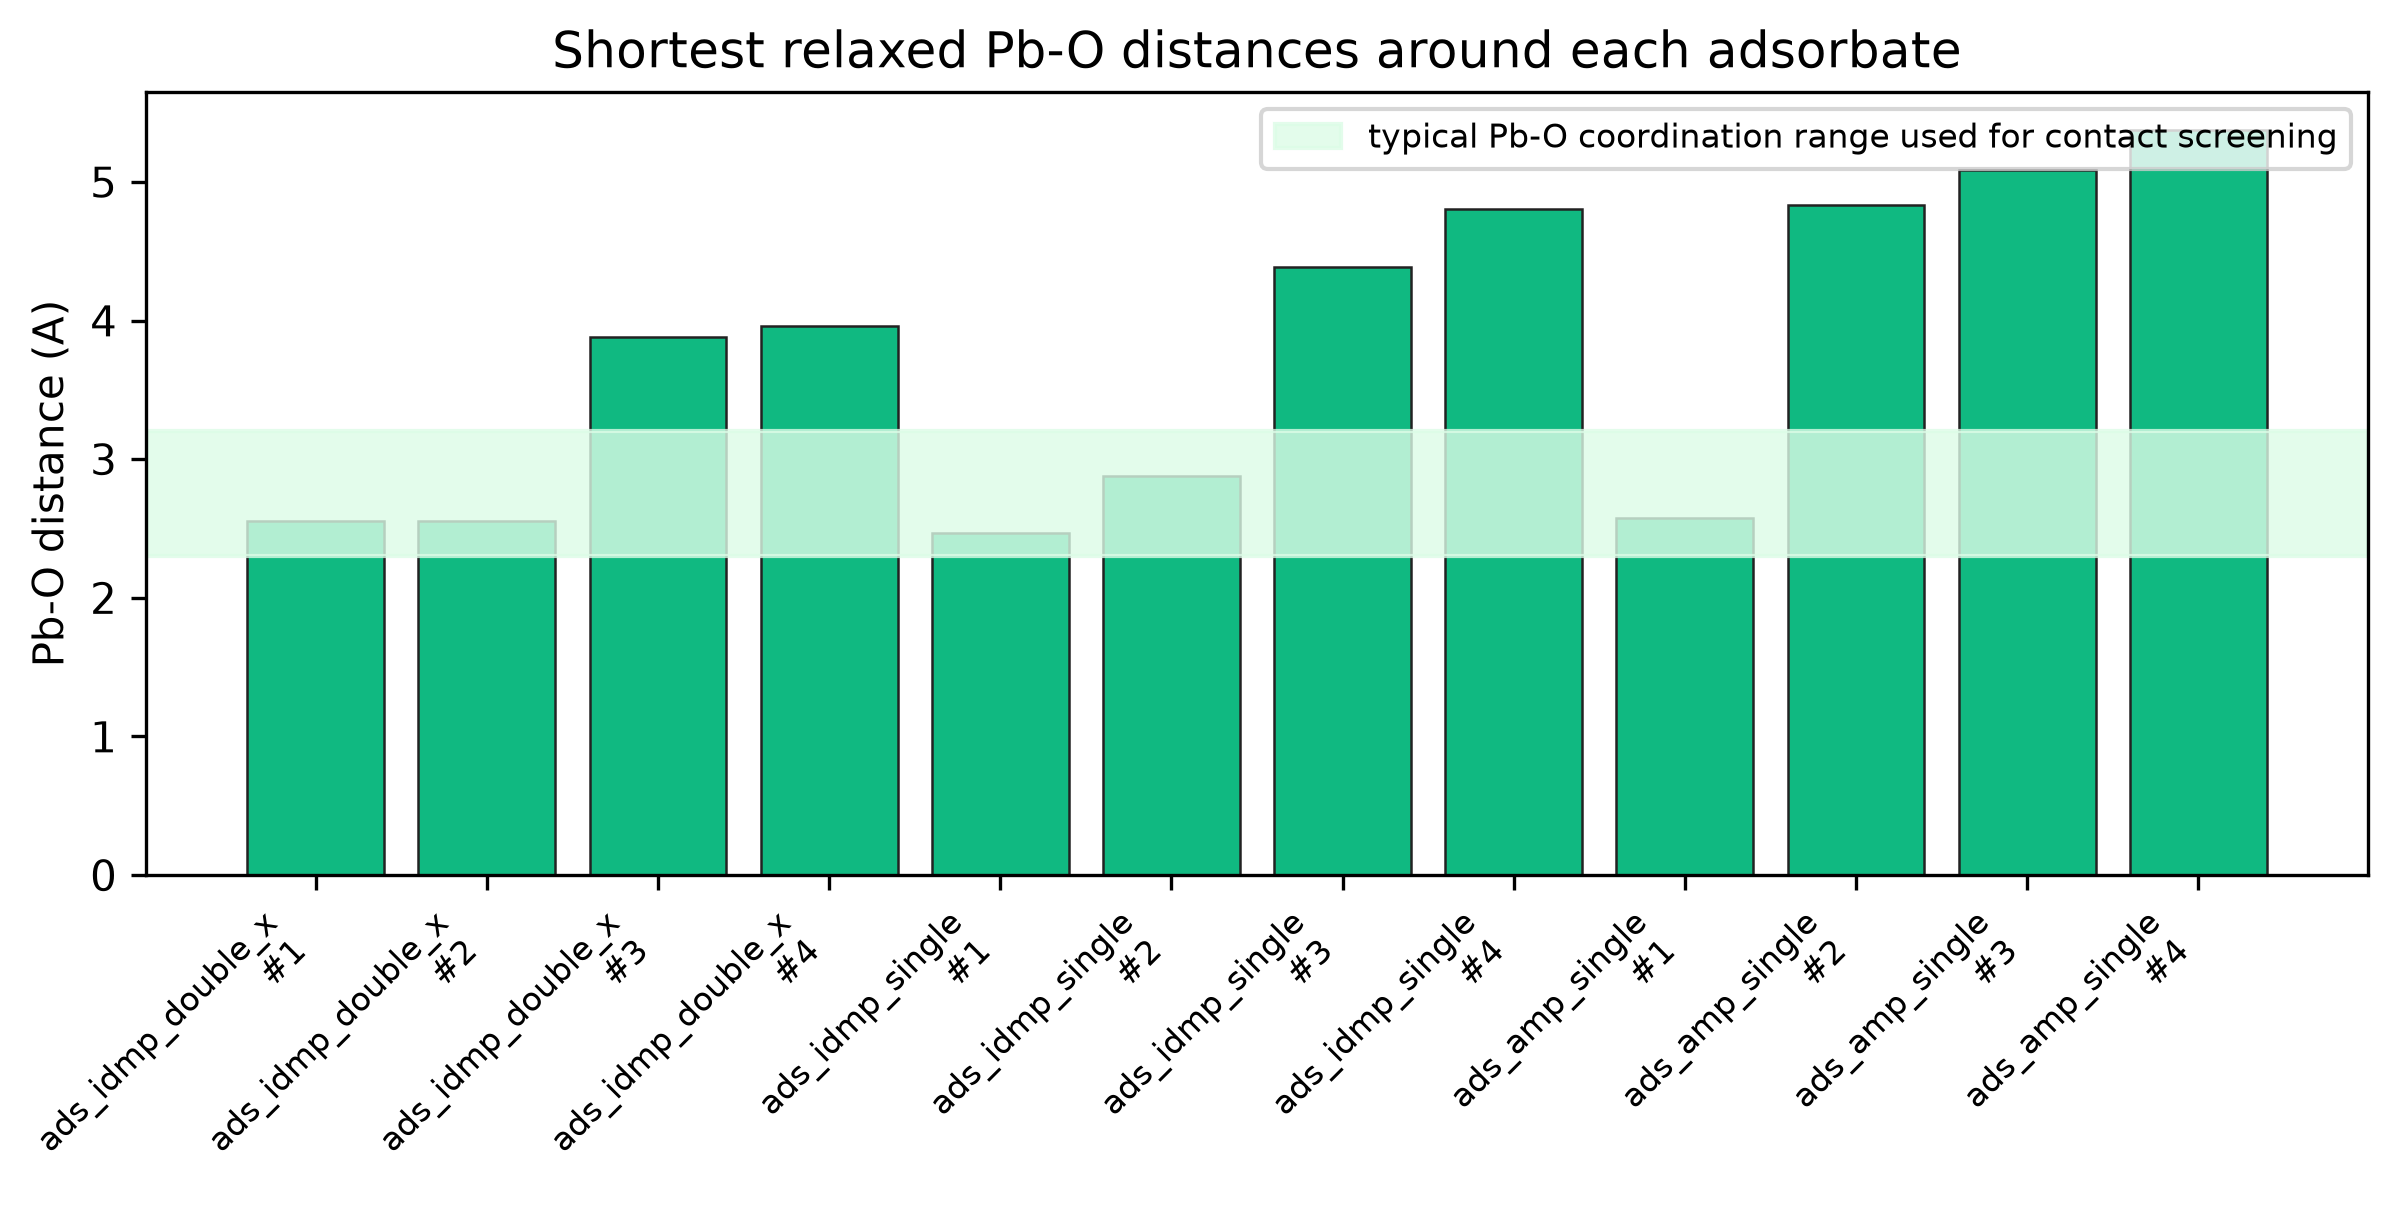 Shortest relaxed Pb-O distances around each adsorbate
typical Pb-O coordination range used for contact screening
Pb-O distance (A)
5
4
3
2
1
0
ads_idmp_double_x
#1
ads_idmp_double_x
#2
ads_idmp_double_x
#3
ads_idmp_double_x
#4
ads_idmp_single
#1
ads_idmp_single
#2
ads_idmp_single
#3
ads_idmp_single
#4
ads_amp_single
#1
ads_amp_single
#2
ads_amp_single
#3
ads_amp_single
#4